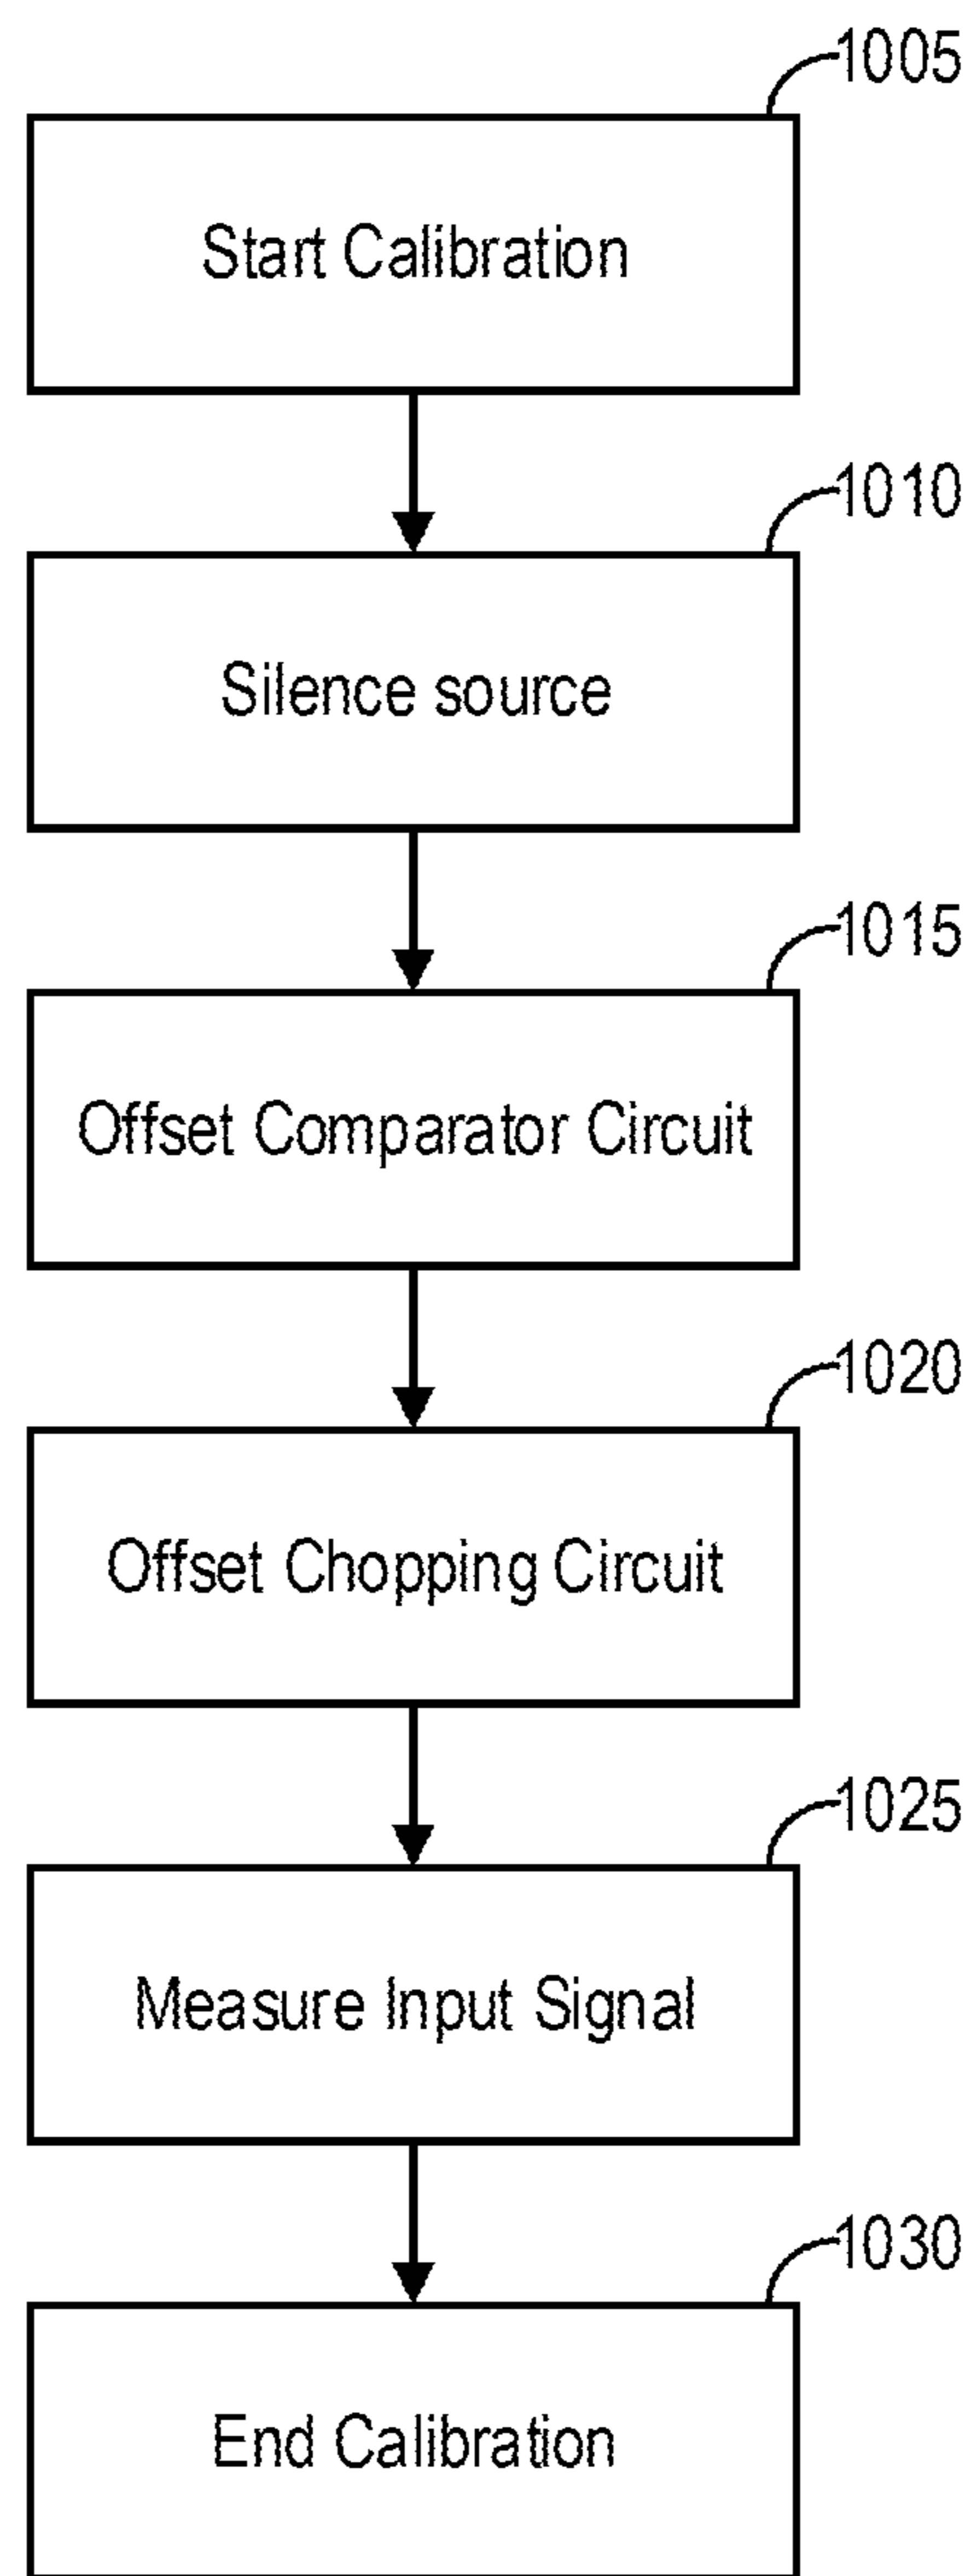 1005
Start Calibration
1010
Silence source
1015
Offset Comparator Circuit
1020
Offset Chopping Circuit
1025
Measure Input Signal
1030
End Calibration